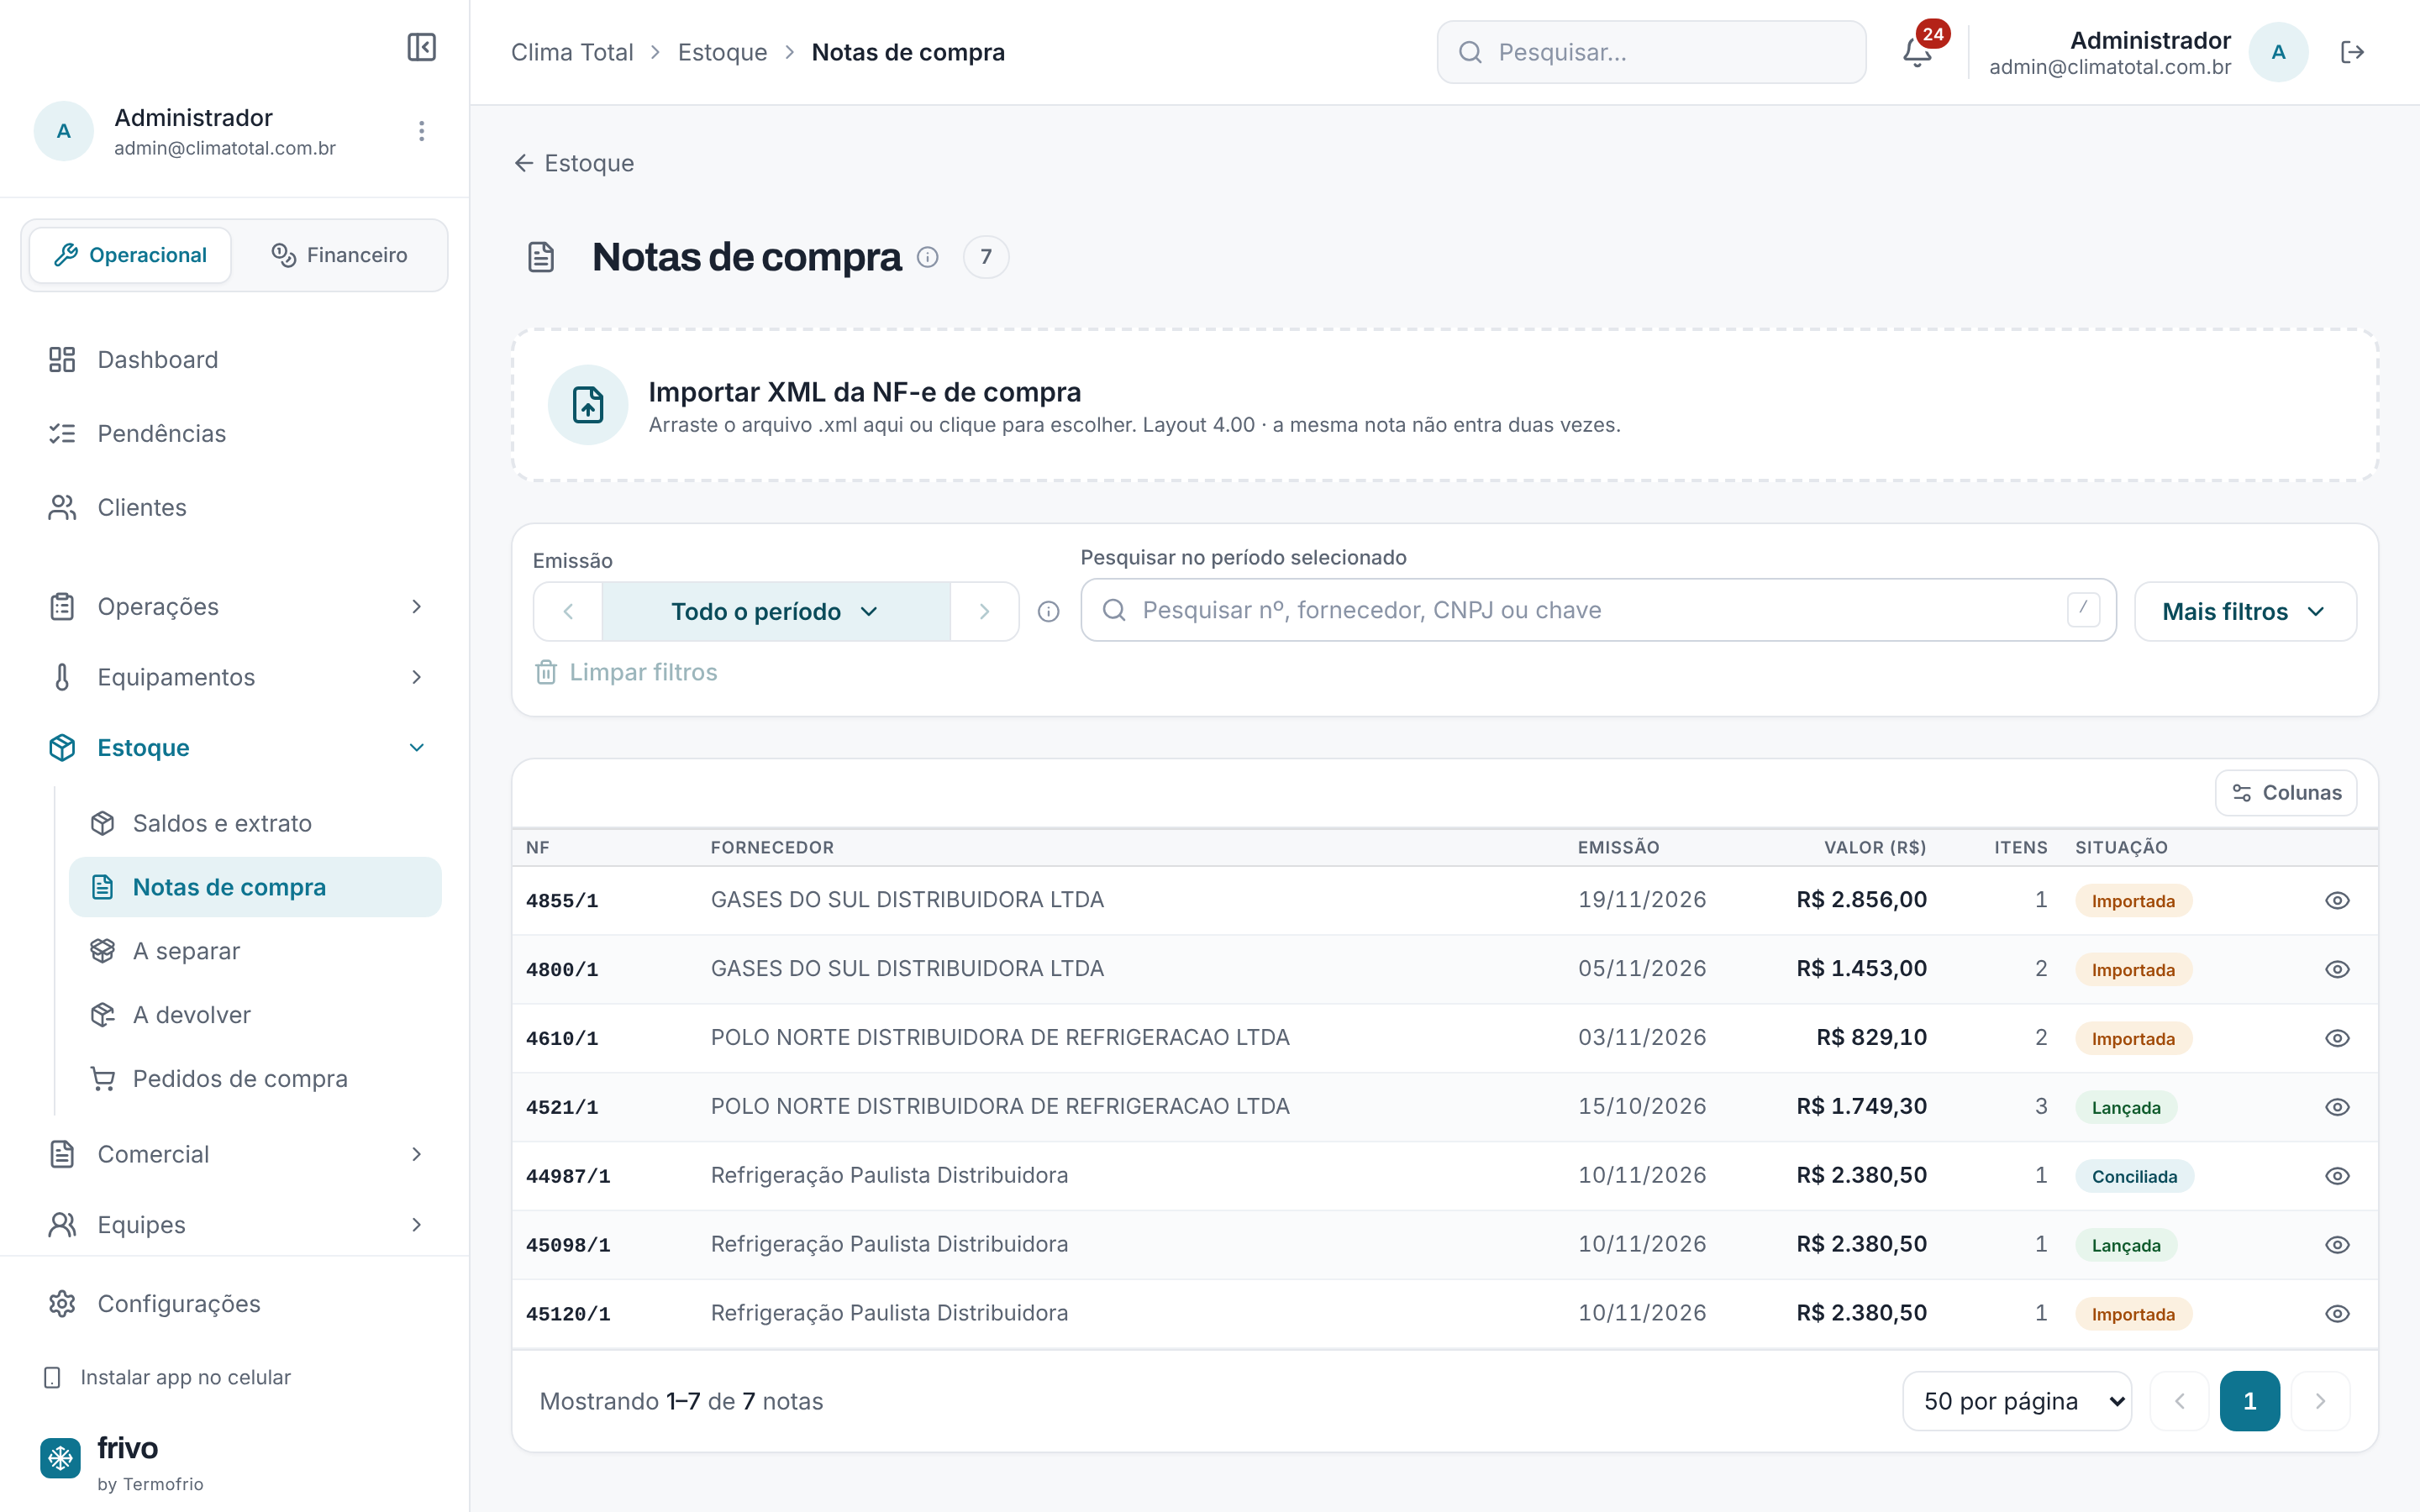 Administrador
admin@climatotal.com.br
A
Operacional
Financeiro
Dashboard
Pendências
Clientes
Operações
Equipamentos
Estoque
Saldos e extrato
Notas de compra
A separar
A devolver
Pedidos de compra
Comercial
Equipes
Configurações
Instalar app no celular
frivo
by Termofrio
Clima Total > Estoque > Notas de compra
Pesquisar...
24
Administrador
admin@climatotal.com.br
A
← Estoque
Notas de compra 7
Importar XML da NF-e de compra
Arraste o arquivo .xml aqui ou clique para escolher. Layout 4.00 · a mesma nota não entra duas vezes.
Emissão
Todo o período
Pesquisar no período selecionado
Pesquisar nº, fornecedor, CNPJ ou chave /
Mais filtros
Limpar filtros
Colunas
NF FORNECEDOR EMISSÃO VALOR (R$) ITENS SITUAÇÃO
4855/1 GASES DO SUL DISTRIBUIDORA LTDA 19/11/2026 R$ 2.856,00 1 Importada
4800/1 GASES DO SUL DISTRIBUIDORA LTDA 05/11/2026 R$ 1.453,00 2 Importada
4610/1 POLO NORTE DISTRIBUIDORA DE REFRIGERACAO LTDA 03/11/2026 R$ 829,10 2 Importada
4521/1 POLO NORTE DISTRIBUIDORA DE REFRIGERACAO LTDA 15/10/2026 R$ 1.749,30 3 Lançada
44987/1 Refrigeração Paulista Distribuidora 10/11/2026 R$ 2.380,50 1 Conciliada
45098/1 Refrigeração Paulista Distribuidora 10/11/2026 R$ 2.380,50 1 Lançada
45120/1 Refrigeração Paulista Distribuidora 10/11/2026 R$ 2.380,50 1 Importada
Mostrando 1–7 de 7 notas
50 por página
1